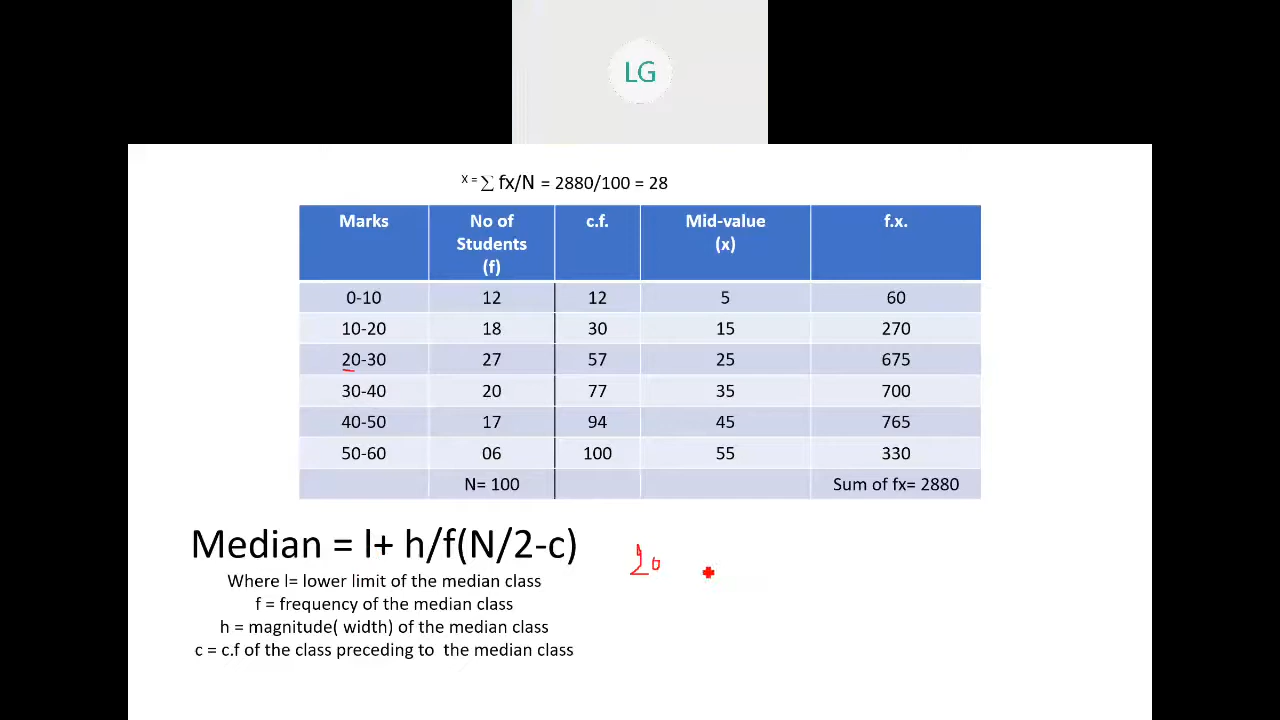 LG
X = ∑ fx/N = 2880/100 = 28
Marks No of Students (f) c.f. Mid-value (x) f.x.
0-10 12 12 5 60
10-20 18 30 15 270
20-30 27 57 25 675
30-40 20 77 35 700
40-50 17 94 45 765
50-60 06 100 55 330
N= 100 Sum of fx= 2880
Median = l+ h/f(N/2-c)
20
Where l= lower limit of the median class
f = frequency of the median class
h = magnitude( width) of the median class
c = c.f of the class preceding to the median class